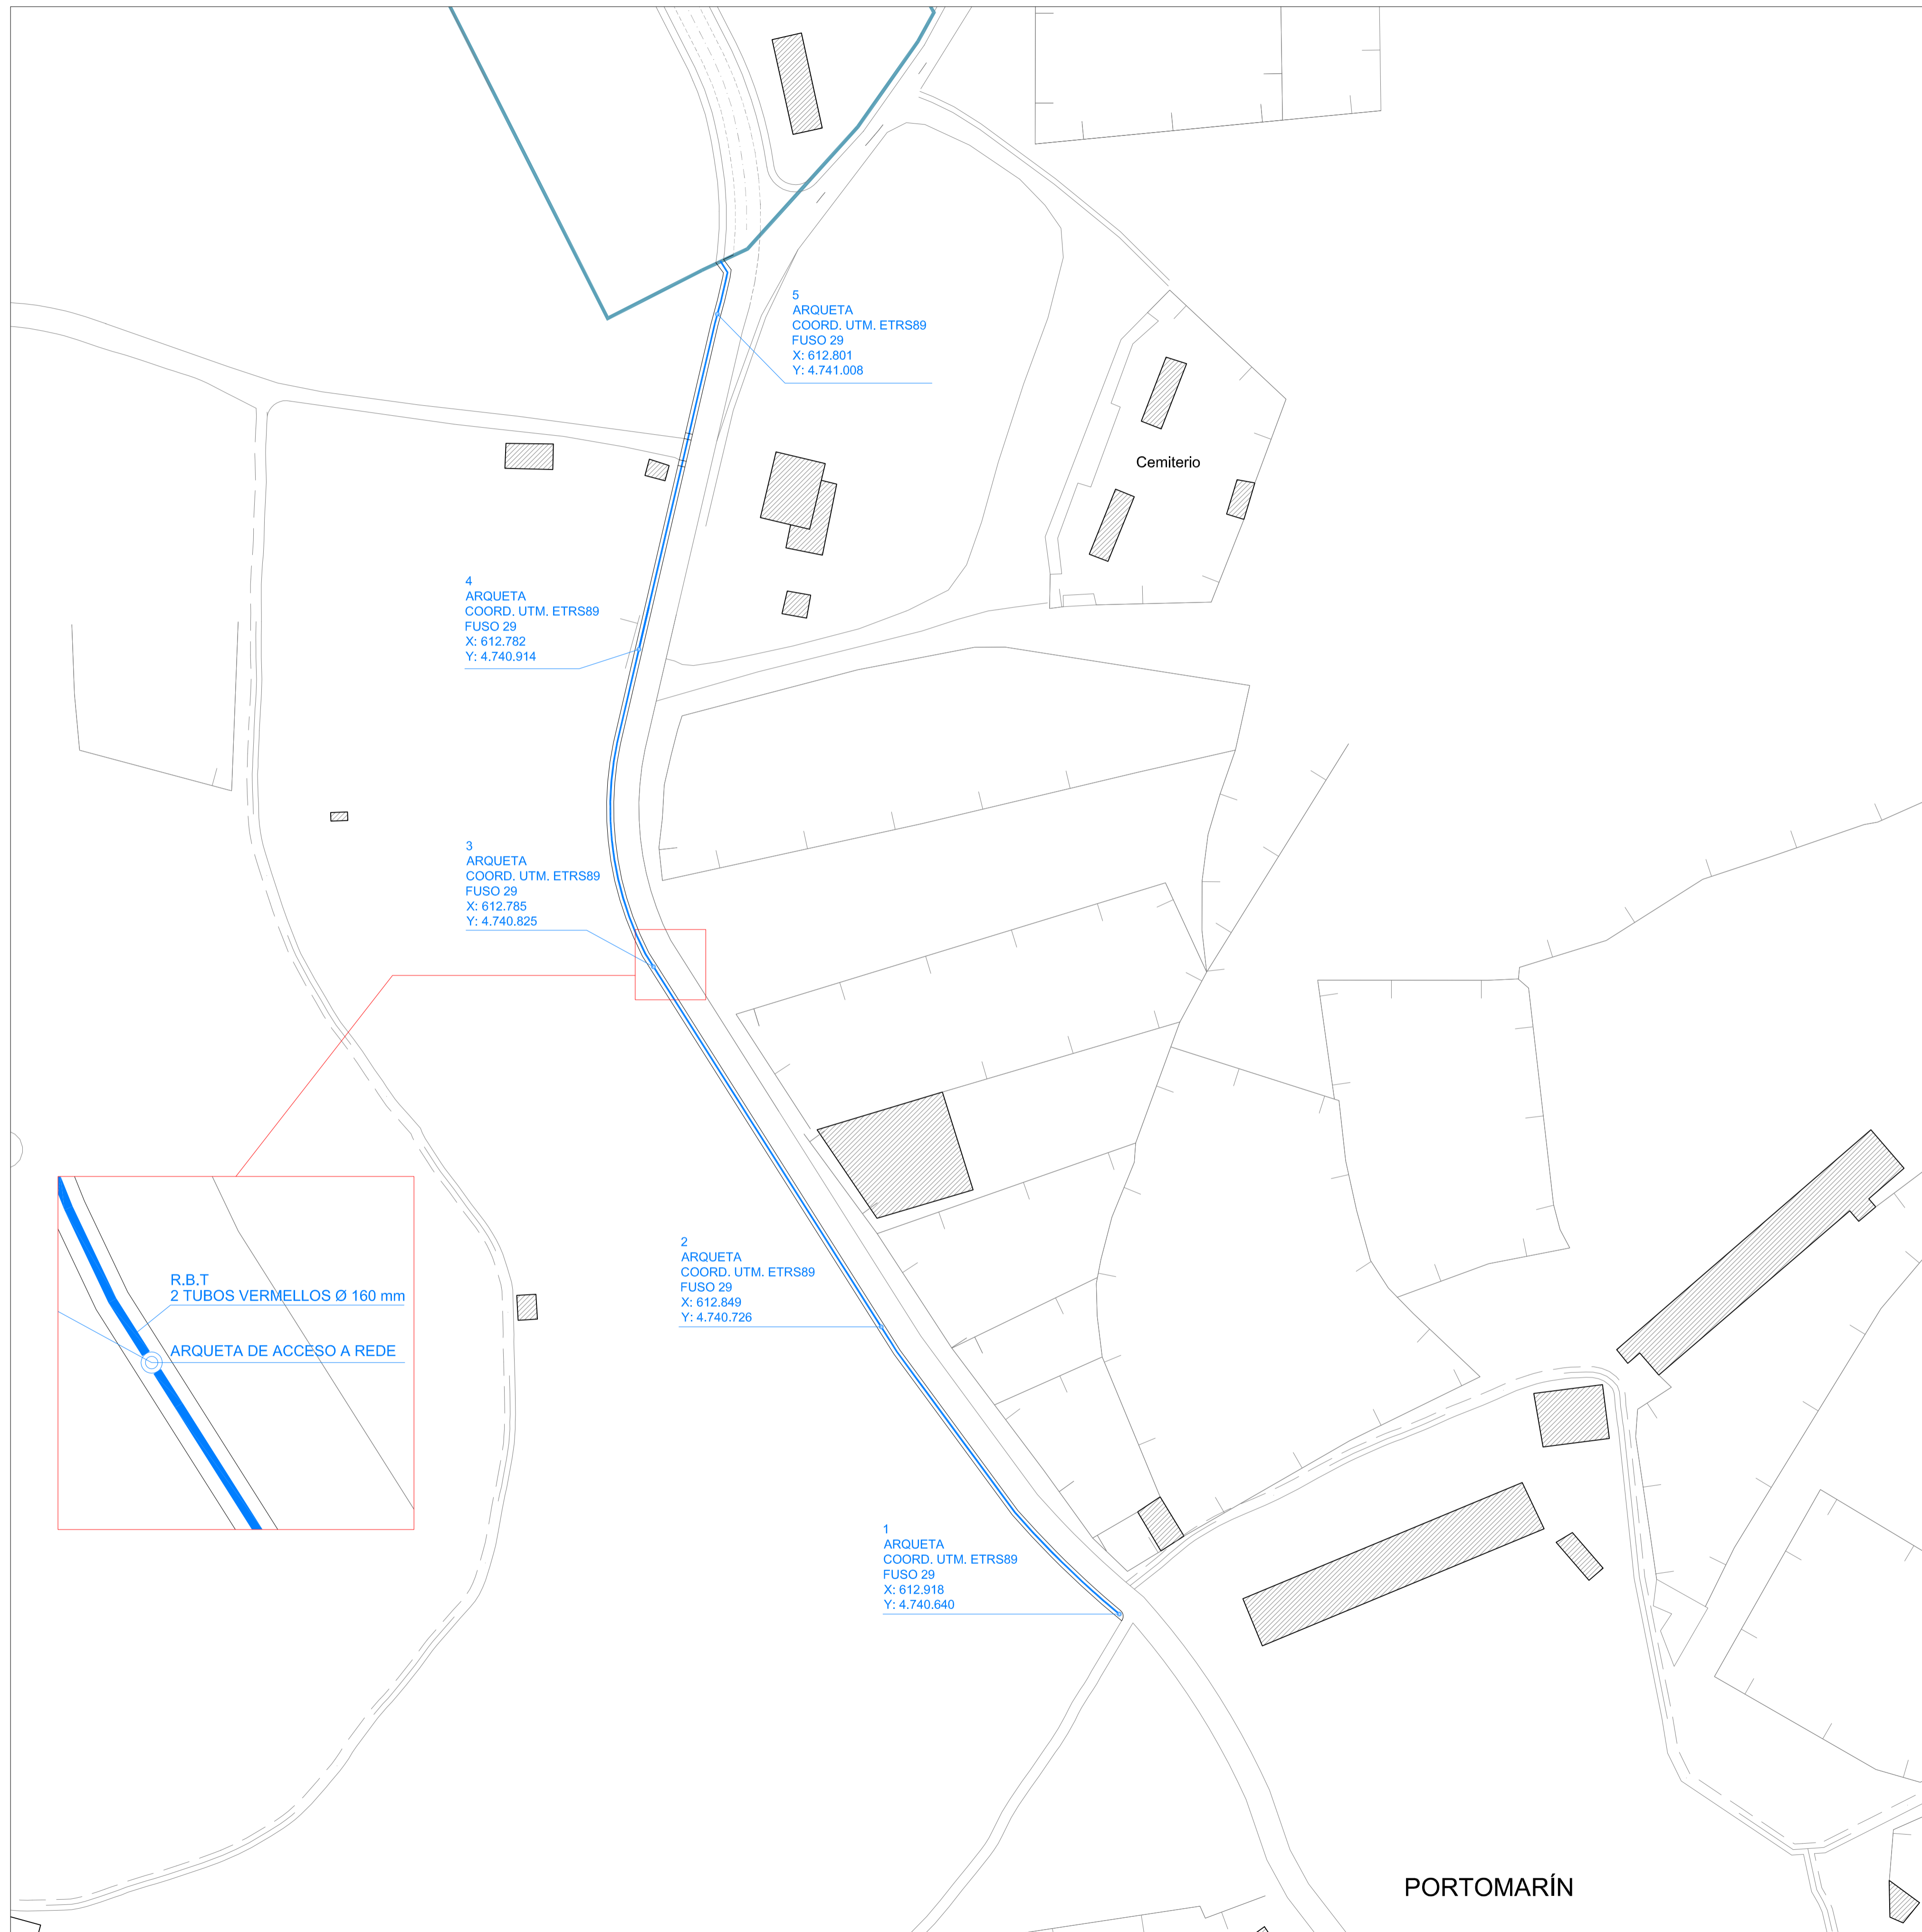 5
ARQUETA
COORD. UTM. ETRS89
FUSO 29
X: 612.801
Y: 4.741.008
Cemiterio
4
ARQUETA
COORD. UTM. ETRS89
FUSO 29
X: 612.782
Y: 4.740.914
3
ARQUETA
COORD. UTM. ETRS89
FUSO 29
X: 612.785
Y: 4.740.825
2
ARQUETA
COORD. UTM. ETRS89
FUSO 29
X: 612.849
Y: 4.740.726
R.B.T
2 TUBOS VERMELLOS Ø 160 mm
ARQUETA DE ACCESO A REDE
1
ARQUETA
COORD. UTM. ETRS89
FUSO 29
X: 612.918
Y: 4.740.640
PORTOMARÍN